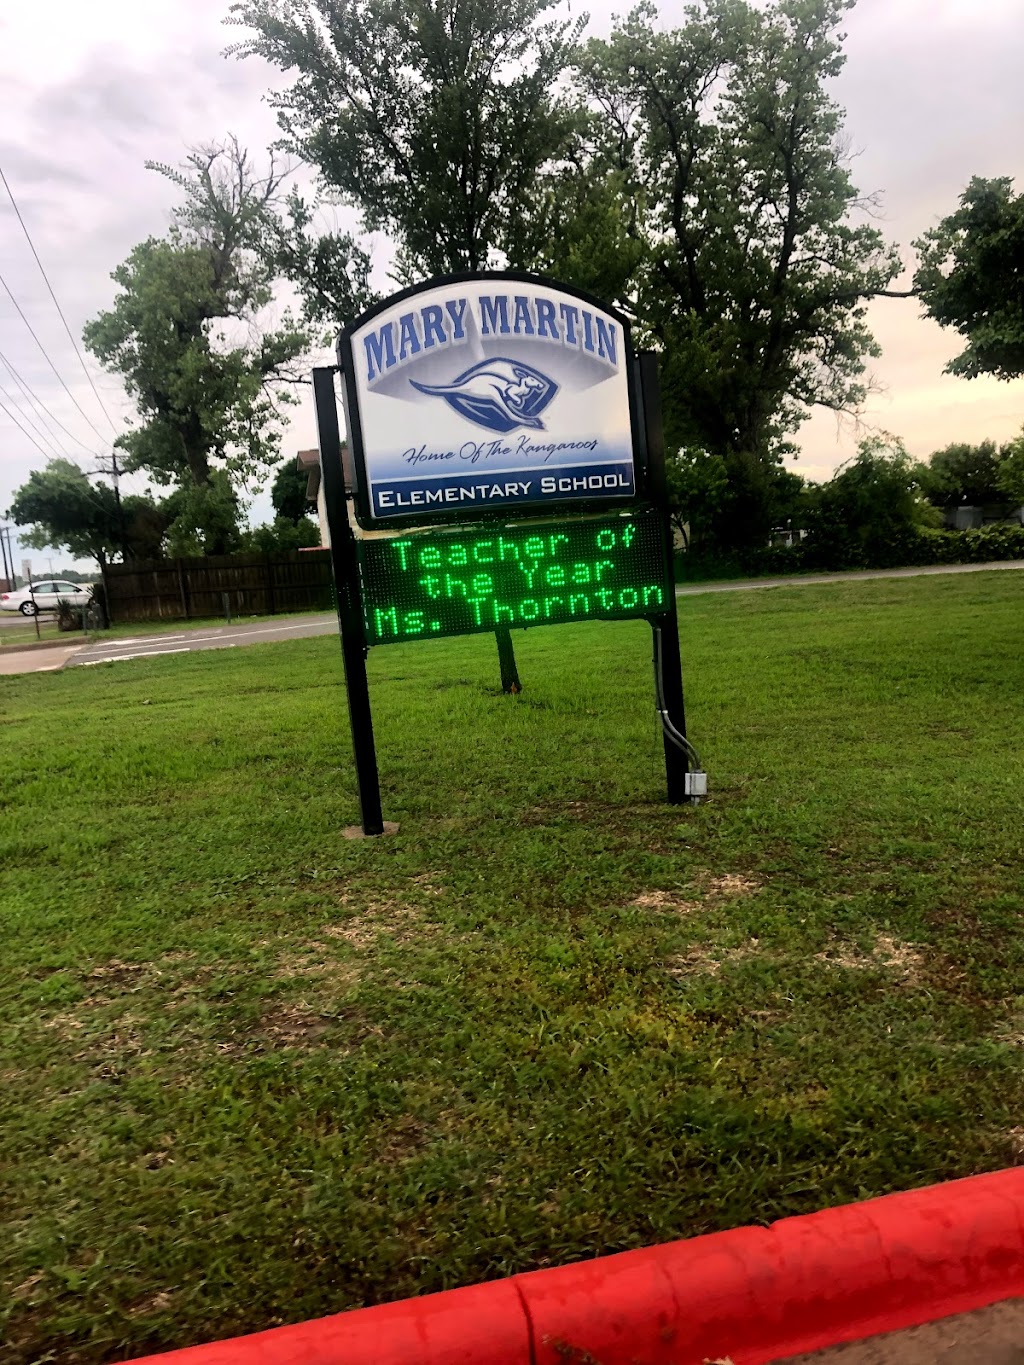 MARY MARTIN
Home Of The Kangaroos
ELEMENTARY SCHOOL
Teacher of
the Year
Ms. Thornton